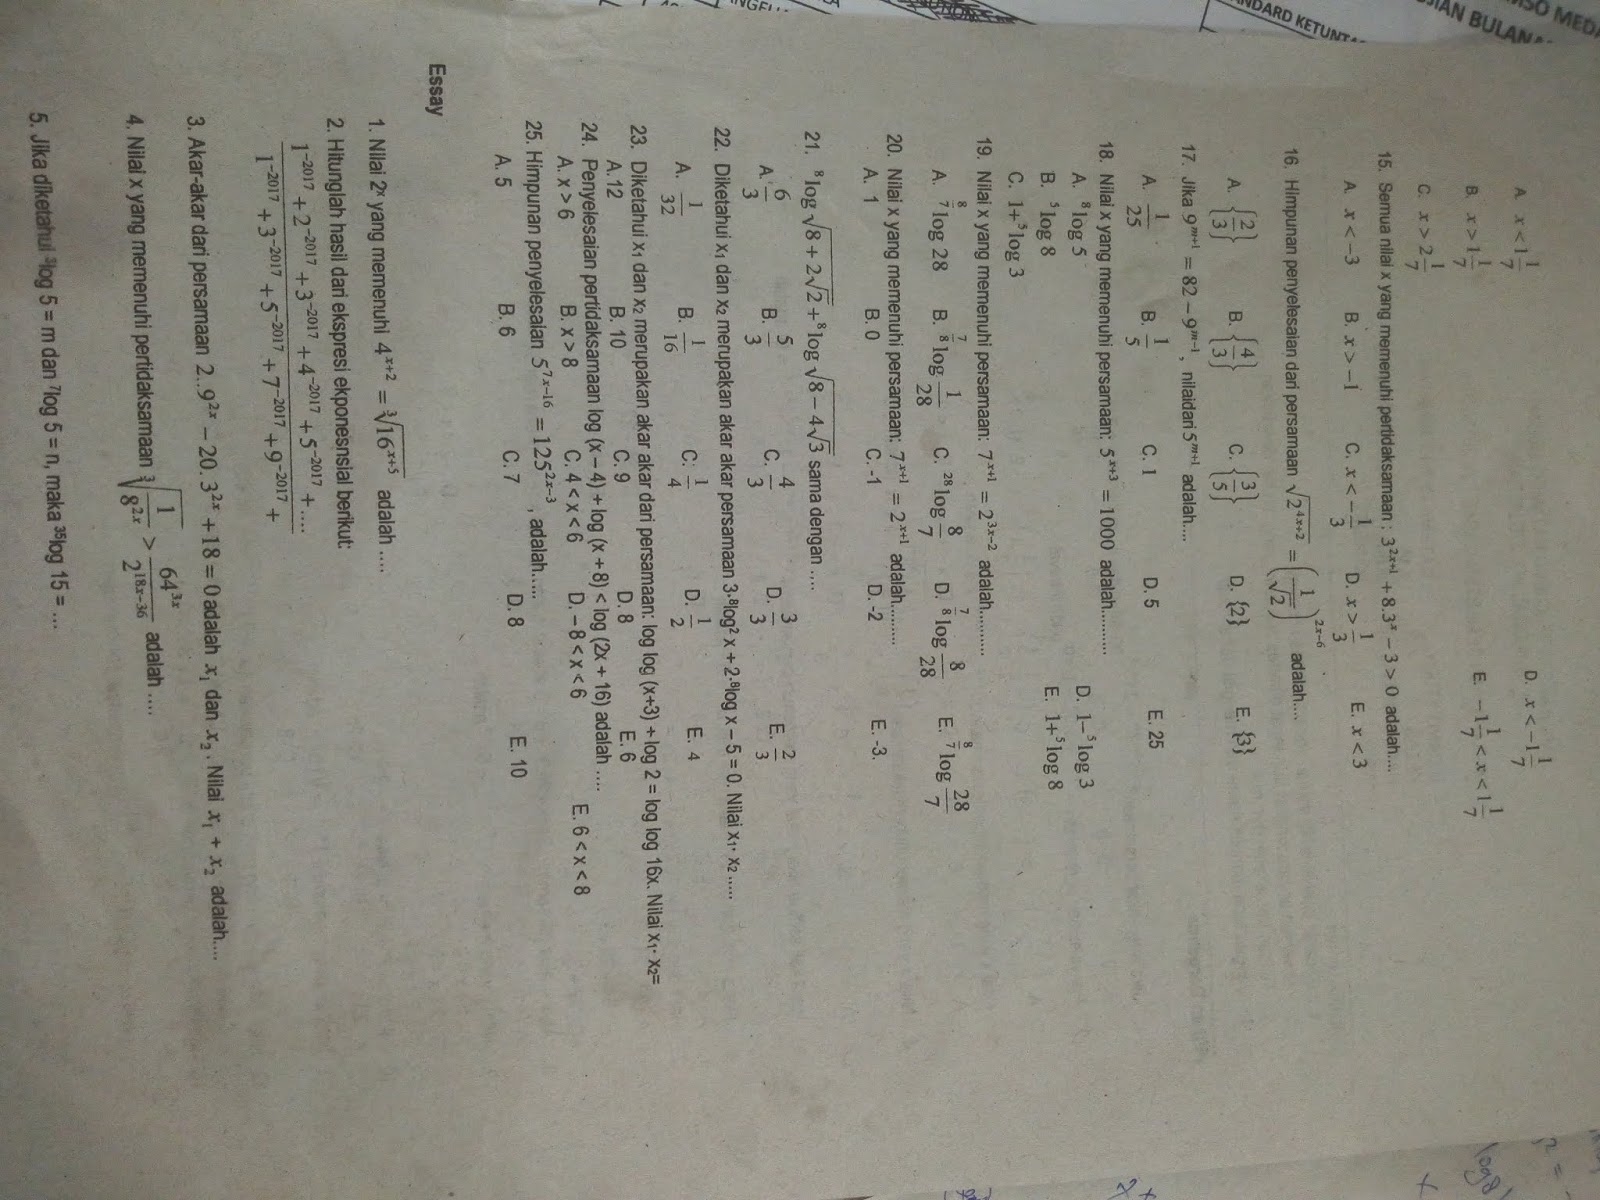 A. x < 1 1/7 D. x < −1 1/7
B. x > 1 1/7 E. −1 1/7 < x < 1 1/7
C. x > 2 1/7
15. Semua nilai x yang memenuhi pertidaksamaan : 3^(2x+1) + 8.3^x − 3 > 0 adalah....
A. x < −3 B. x > −1 C. x < −1/3 D. x > 1/3 E. x < 3
16. Himpunan penyelesaian dari persamaan √(2^(4x+2)) = (1/√2)^(2x−6) adalah....
A. {2/3} B. {4/3} C. {3/5} D. {2} E. {3}
17. Jika 9^(m+1) = 82 − 9^(m−1), nilaidari 5^(m+1) adalah....
A. 1/25 B. 1/5 C. 1 D. 5 E. 25
18. Nilai x yang memenuhi persamaan: 5^(x+3) = 1000 adalah..........
A. ⁸log 5 D. 1−⁵log 3
B. ⁵log 8 E. 1+⁵log 8
C. 1+⁵log 3
19. Nilai x yang memenuhi persamaan: 7^(x+1) = 2^(3x−2) adalah..........
A. ^(8/7)log 28 B. ^(7/8)log 1/28 C. ²⁸log 8/7 D. ^(7/8)log 8/28 E. ^(8/7)log 28/7
20. Nilai x yang memenuhi persamaan: 7^(x+1) = 2^(x+1) adalah.........
A. 1 B. 0 C. -1 D. -2 E. -3.
21. ⁸log √(8+2√2) + ⁸log √(8−4√3) sama dengan .....
A. 6/3 B. 5/3 C. 4/3 D. 3/3 E. 2/3
22. Diketahui x₁ dan x₂ merupakan akar akar persamaan 3.⁸log² x + 2.⁸log x – 5 = 0. Nilai x₁. x₂ ......
A. 1/32 B. 1/16 C. 1/4 D. 1/2 E. 4
23. Diketahui x₁ dan x₂ merupakan akar akar dari persamaan: log log (x+3) + log 2 = log log 16x. Nilai x₁. x₂=
A. 12 B. 10 C. 9 D. 8 E. 6
24. Penyelesaian pertidaksamaan log (x – 4) + log (x + 8) < log (2x + 16) adalah ....
A. x > 6 B. x > 8 C. 4 < x < 6 D. – 8 < x < 6 E. 6 < x < 8
25. Himpunan penyelesaian 5^(7x−16) = 125^(2x−3) , adalah......
A. 5 B. 6 C. 7 D. 8 E. 10
Essay
1. Nilai 2ˣ yang memenuhi 4^(x+2) = ∛(16^(x+5)) adalah ....
2. Hitunglah hasil dari ekspresi ekponesnsial berikut:
1^−2017 + 2^−2017 + 3^−2017 + 4^−2017 + 5^−2017 + ....
1^−2017 + 3^−2017 + 5^−2017 + 7^−2017 + 9^−2017 +
3. Akar-akar dari persamaan 2..9^(2x) − 20.3^(2x) + 18 = 0 adalah x₁ dan x₂. Nilai x₁ + x₂ adalah....
4. Nilai x yang memenuhi pertidaksamaan ∛(1/8^(2x)) > 64^(3x)/2^(18x−36) adalah ....
5. Jika diketahui ³log 5 = m dan ⁷log 5 = n, maka ³⁵log 15 = ...